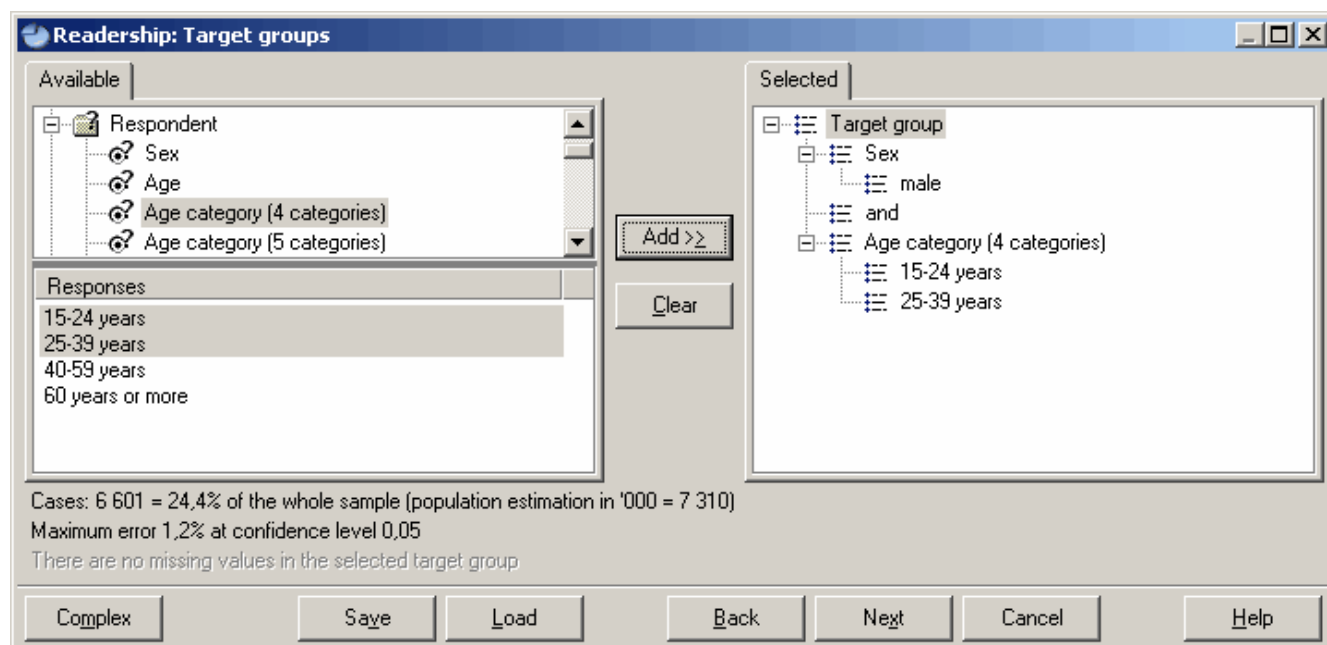 Readership: Target groups
Available
Respondent
Sex
Age
Age category (4 categories)
Age category (5 categories)
Responses
15-24 years
25-39 years
40-59 years
60 years or more
Add >>
Clear
Selected
Target group
Sex
male
and
Age category (4 categories)
15-24 years
25-39 years
Cases: 6 601 = 24,4% of the whole sample (population estimation in '000 = 7 310)
Maximum error 1,2% at confidence level 0,05
There are no missing values in the selected target group
Complex
Save
Load
Back
Next
Cancel
Help